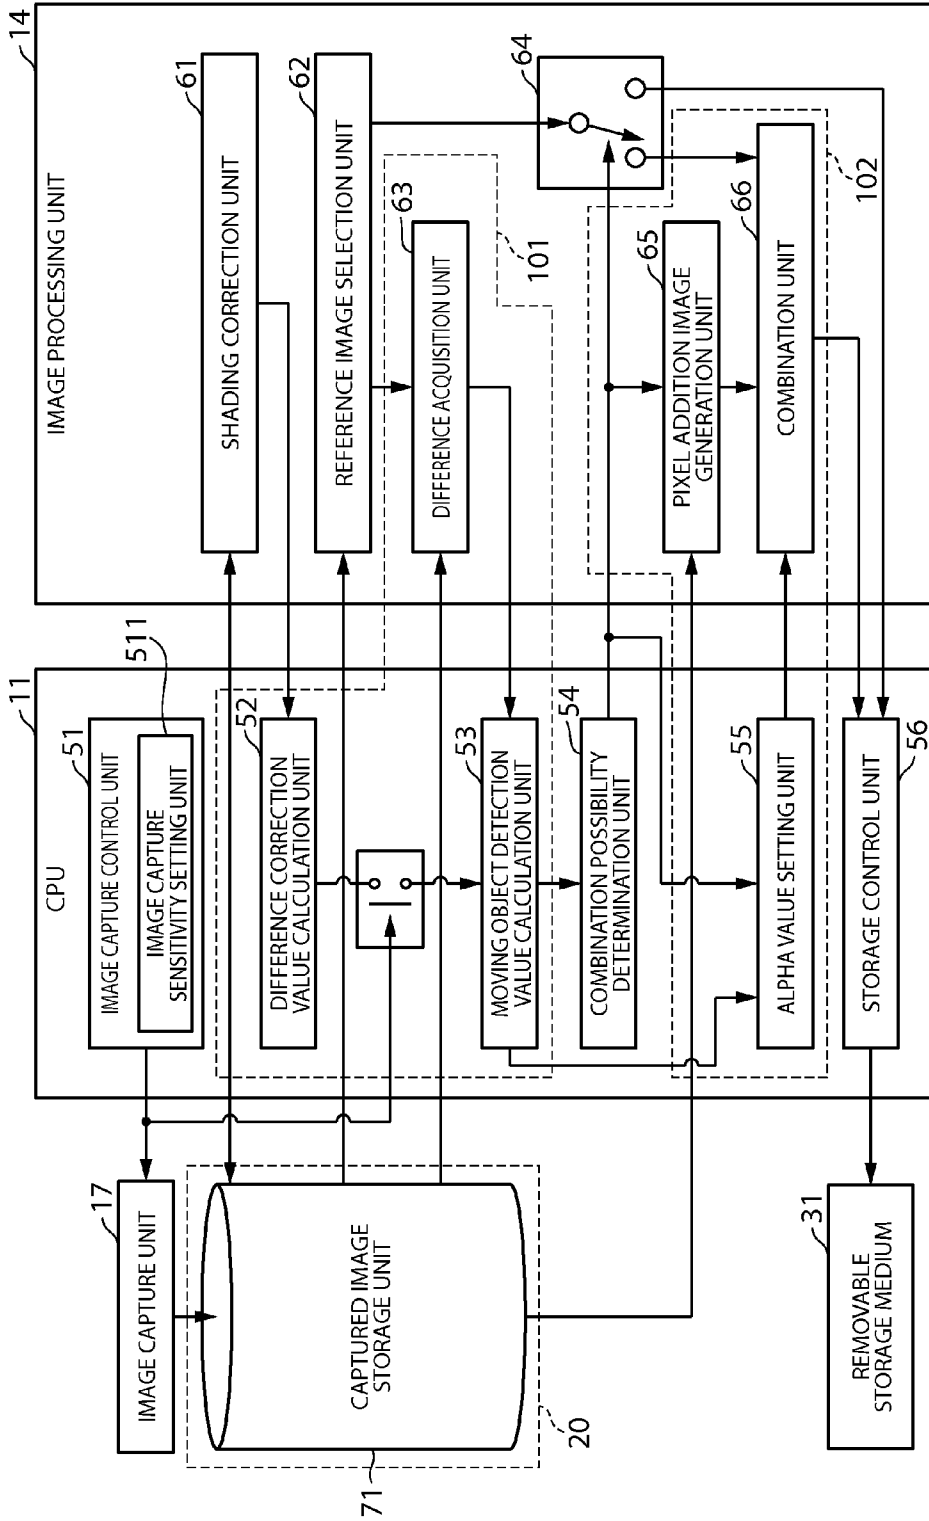 14
IMAGE PROCESSING UNIT
61
SHADING CORRECTION UNIT
62
REFERENCE IMAGE SELECTION UNIT
63
DIFFERENCE ACQUISITION UNIT
101
64
65
PIXEL ADDITION IMAGE
GENERATION UNIT
66
COMBINATION UNIT
102
11
CPU
51
IMAGE CAPTURE CONTROL UNIT
511
IMAGE CAPTURE
SENSITIVITY SETTING UNIT
52
DIFFERENCE CORRECTION
VALUE CALCULATION UNIT
53
MOVING OBJECT DETECTION
VALUE CALCULATION UNIT
54
COMBINATION POSSIBILITY
DETERMINATION UNIT
55
ALPHA VALUE SETTING UNIT
56
STORAGE CONTROL UNIT
17
IMAGE CAPTURE UNIT
CAPTURED IMAGE
STORAGE UNIT
71
20
31
REMOVABLE
STORAGE MEDIUM